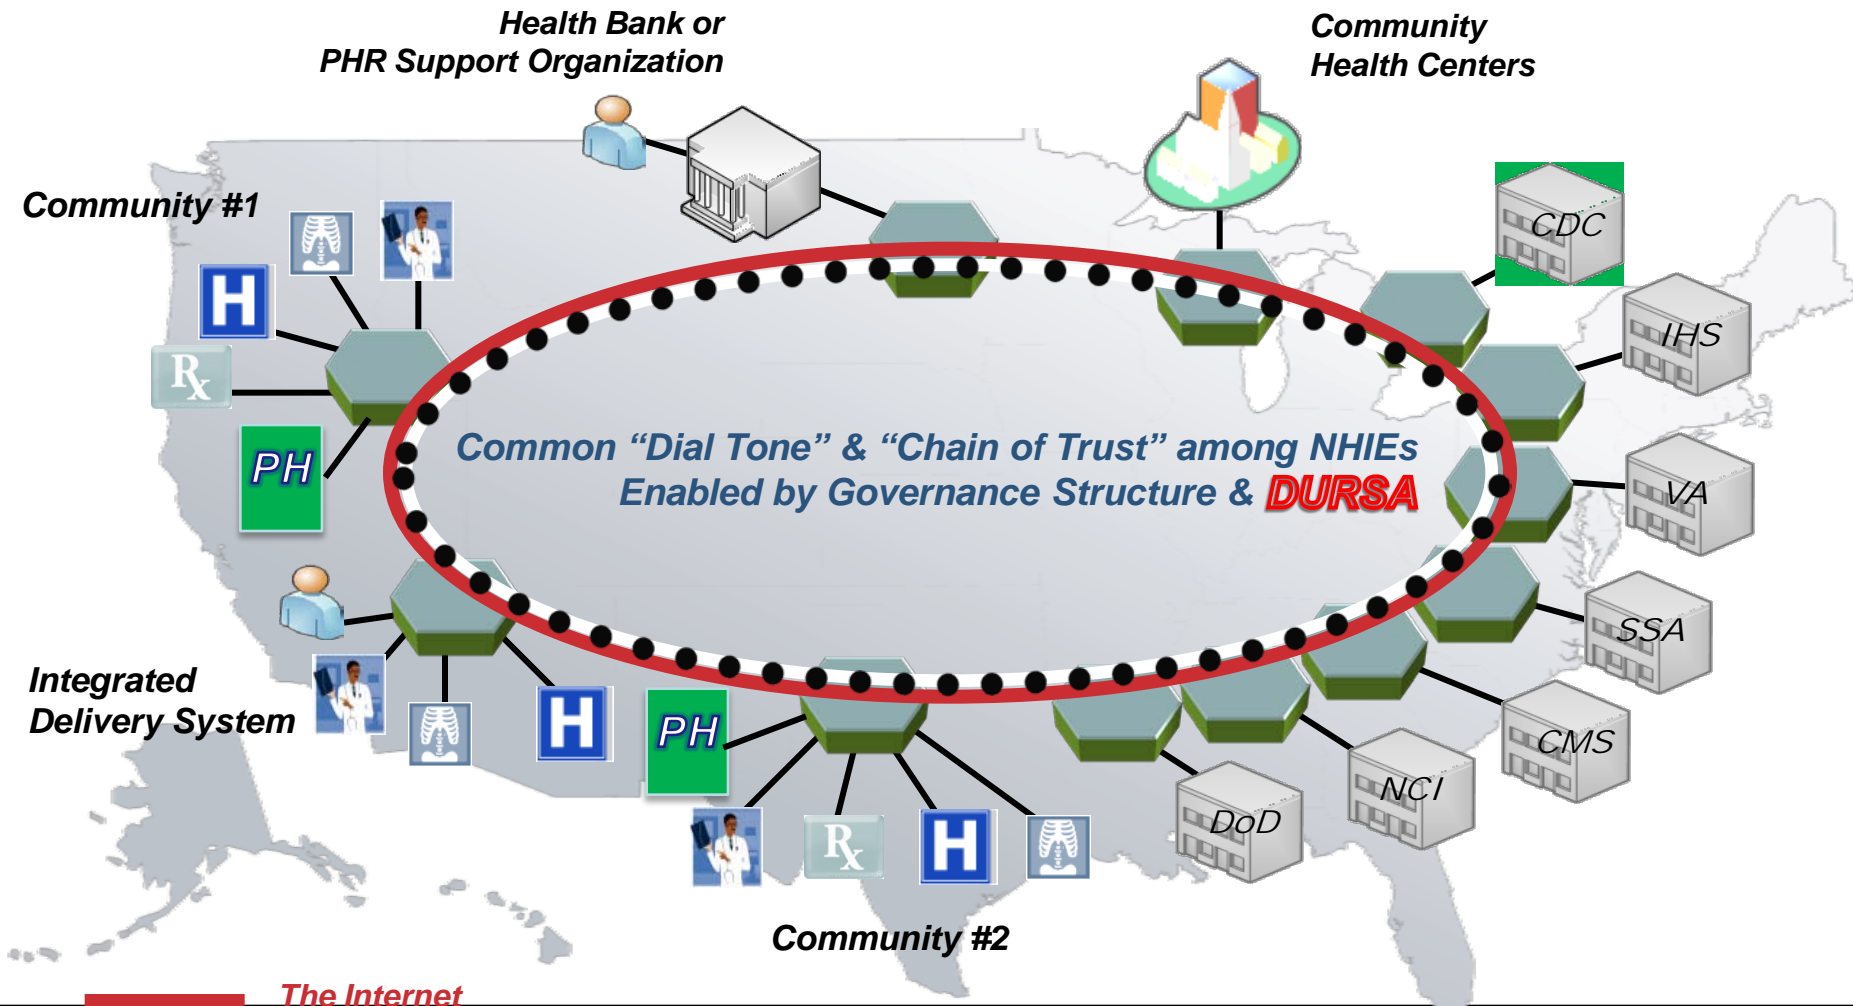 Health Bank or
PHR Support Organization
Community
Health Centers
Community #1
CDC
H
IHS
Rx
Common “Dial Tone” & “Chain of Trust” among NHIEs
Enabled by Governance Structure & DURSA
PH
VA
SSA
Integrated
Delivery System
H
PH
CMS
NCI
DoD
Rx
H
Community #2
The Internet